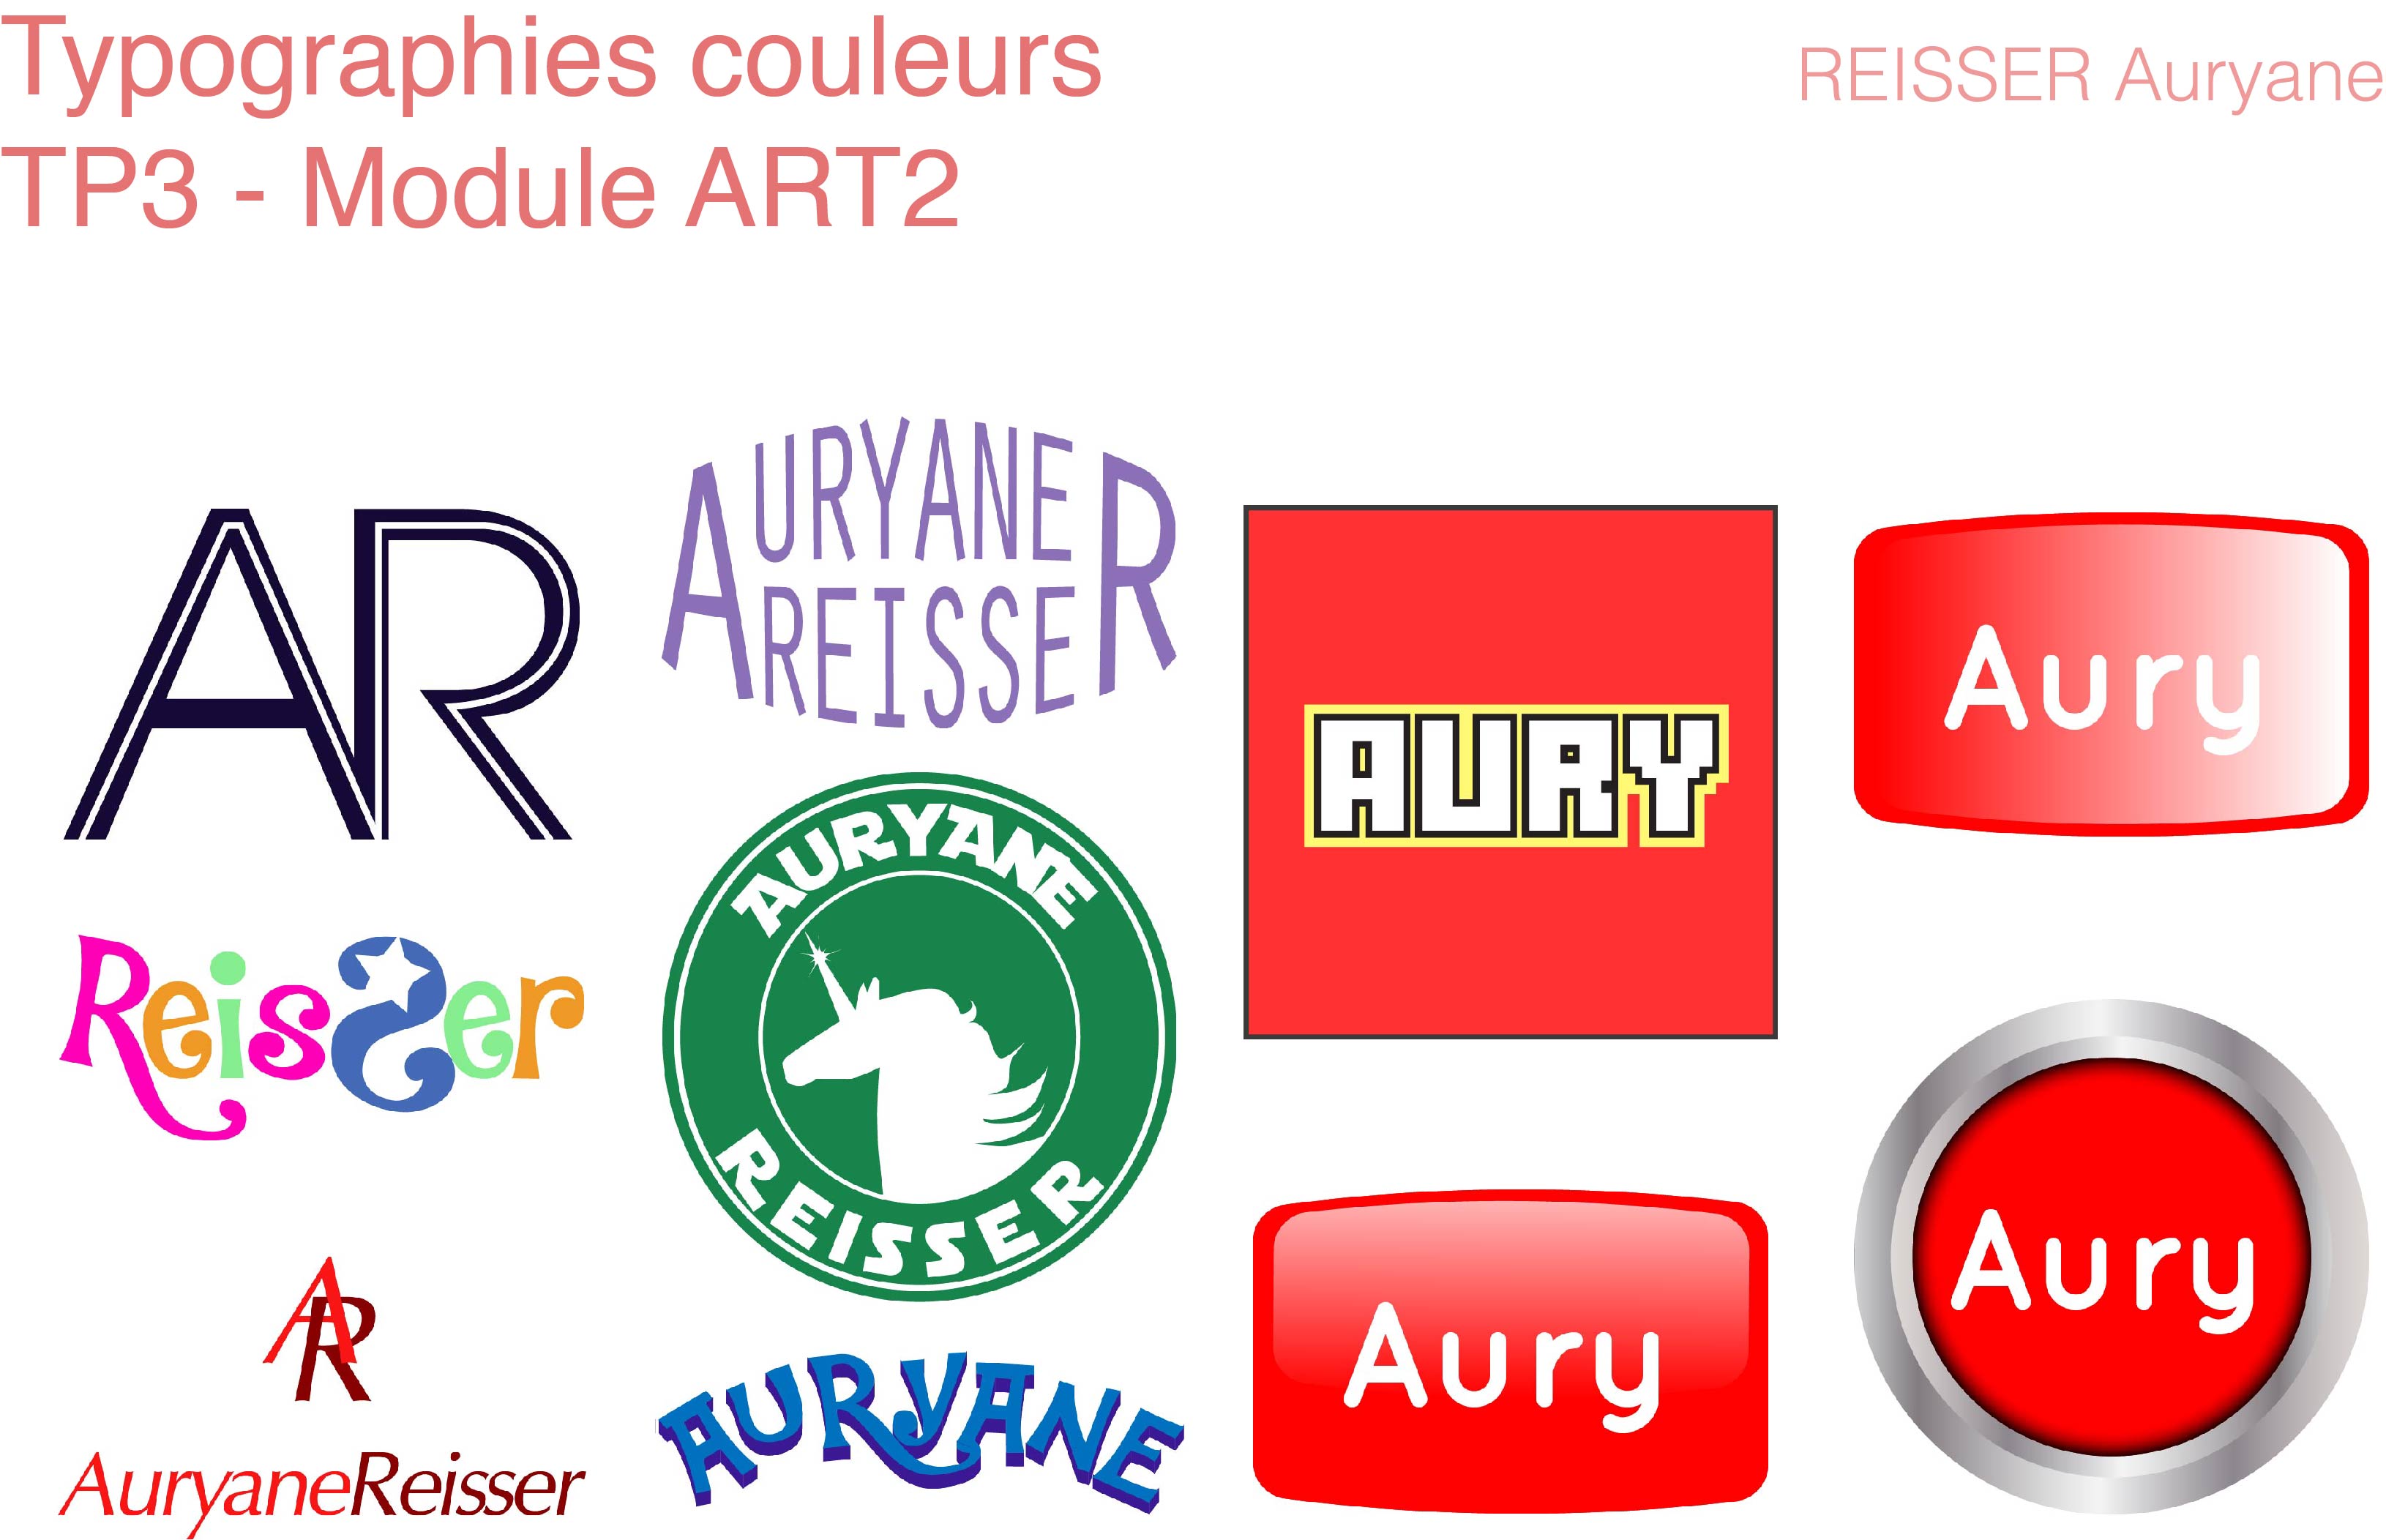 Typographies couleurs
REISSER Auryane
TP3 - Module ART2
AR
AURYANE
REISSER
AURY
Aury
Reisser
AURYANE
REISSER
Aury
Aury
AR
AURYANE
AuryaneReisser